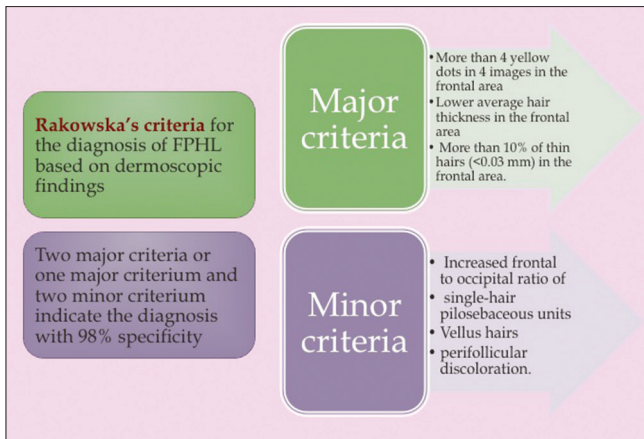 Rakowska's criteria for
the diagnosis of FPHL
based on dermoscopic
findings
Two major criteria or
one major criterium and
two minor criterium
indicate the diagnosis
with 98% specificity
Major
criteria
•More than 4 yellow
dots in 4 images in the
frontal area
•Lower average hair
thickness in the frontal
area
• More than 10% of thin
hairs (<0.03 mm) in the
frontal area.
Minor
criteria
• Increased frontal
to occipital ratio of
• single-hair
pilosebaceous units
• Vellus hairs
• perifollicular
discoloration.